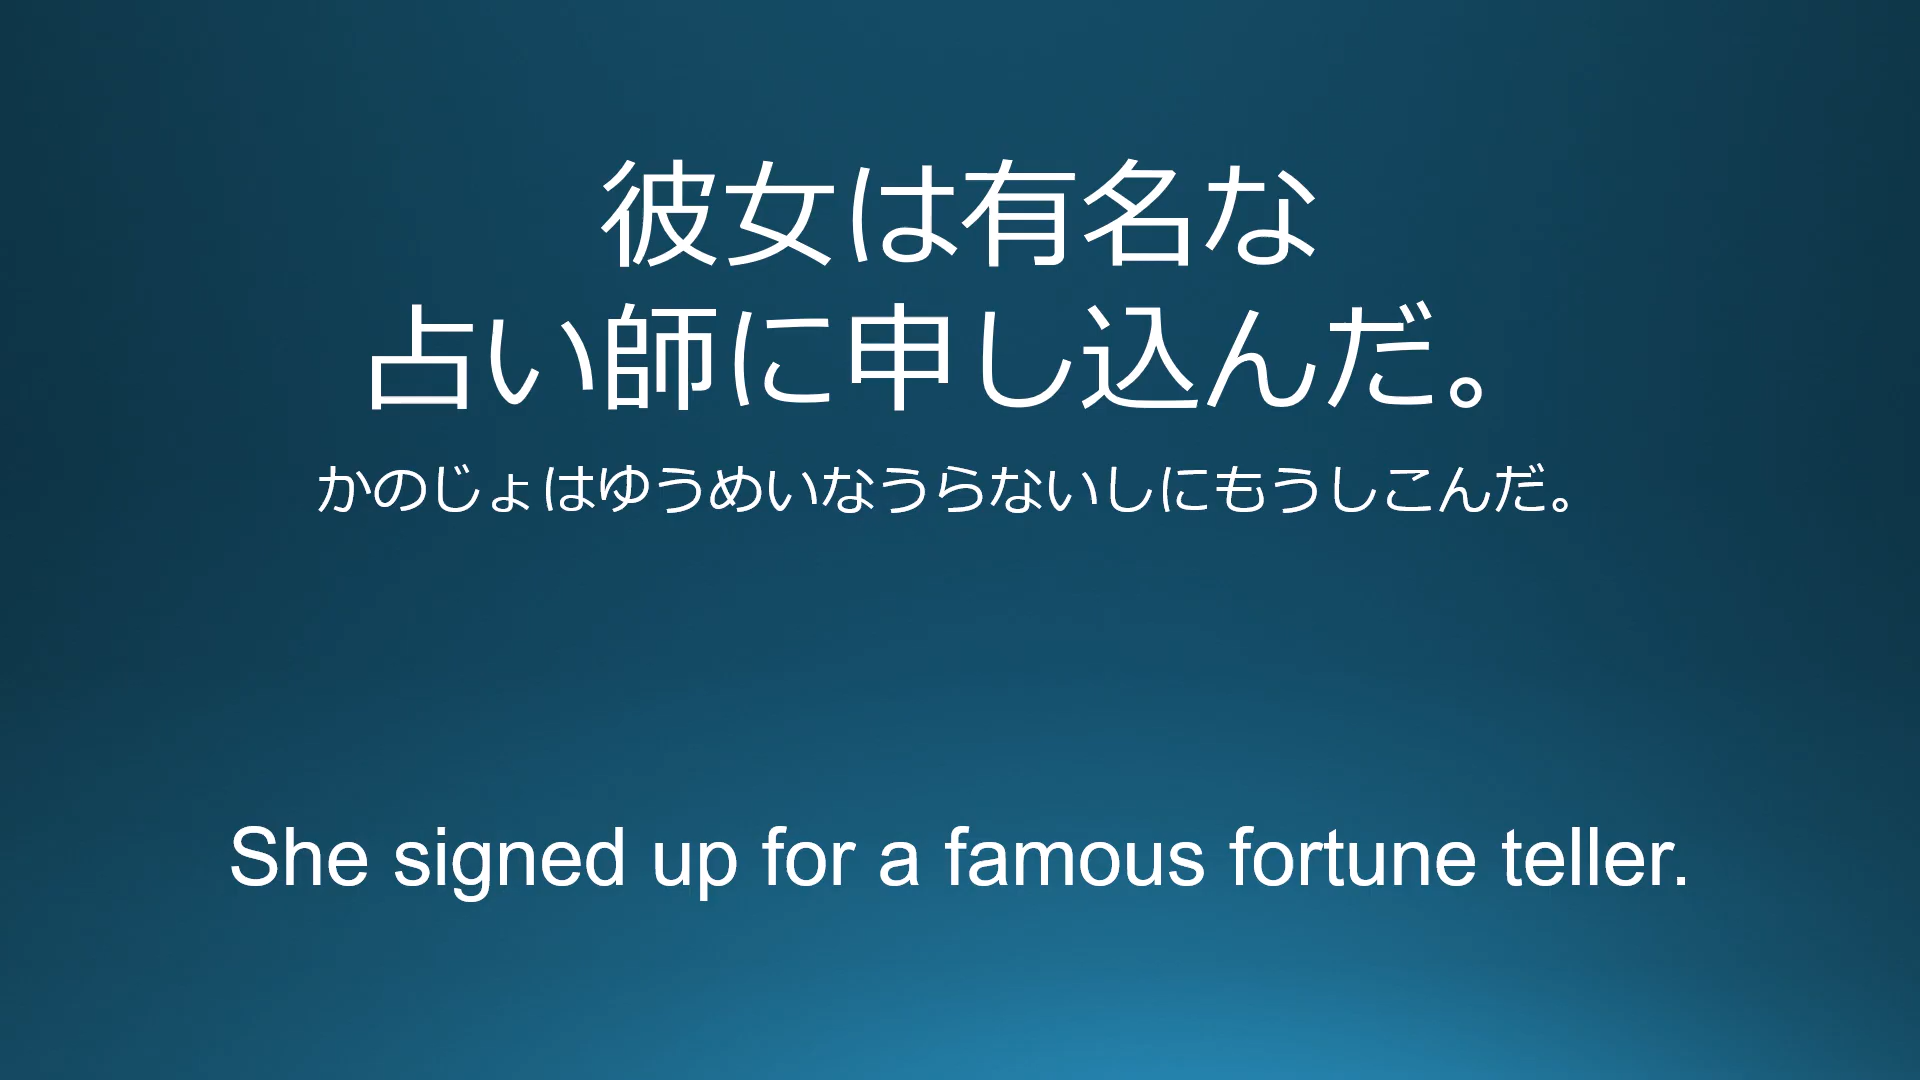 彼女は有名な
占い師に申し込んだ。
かのじょはゆうめいなうらないしにもうしこんだ。
She signed up for a famous fortune teller.